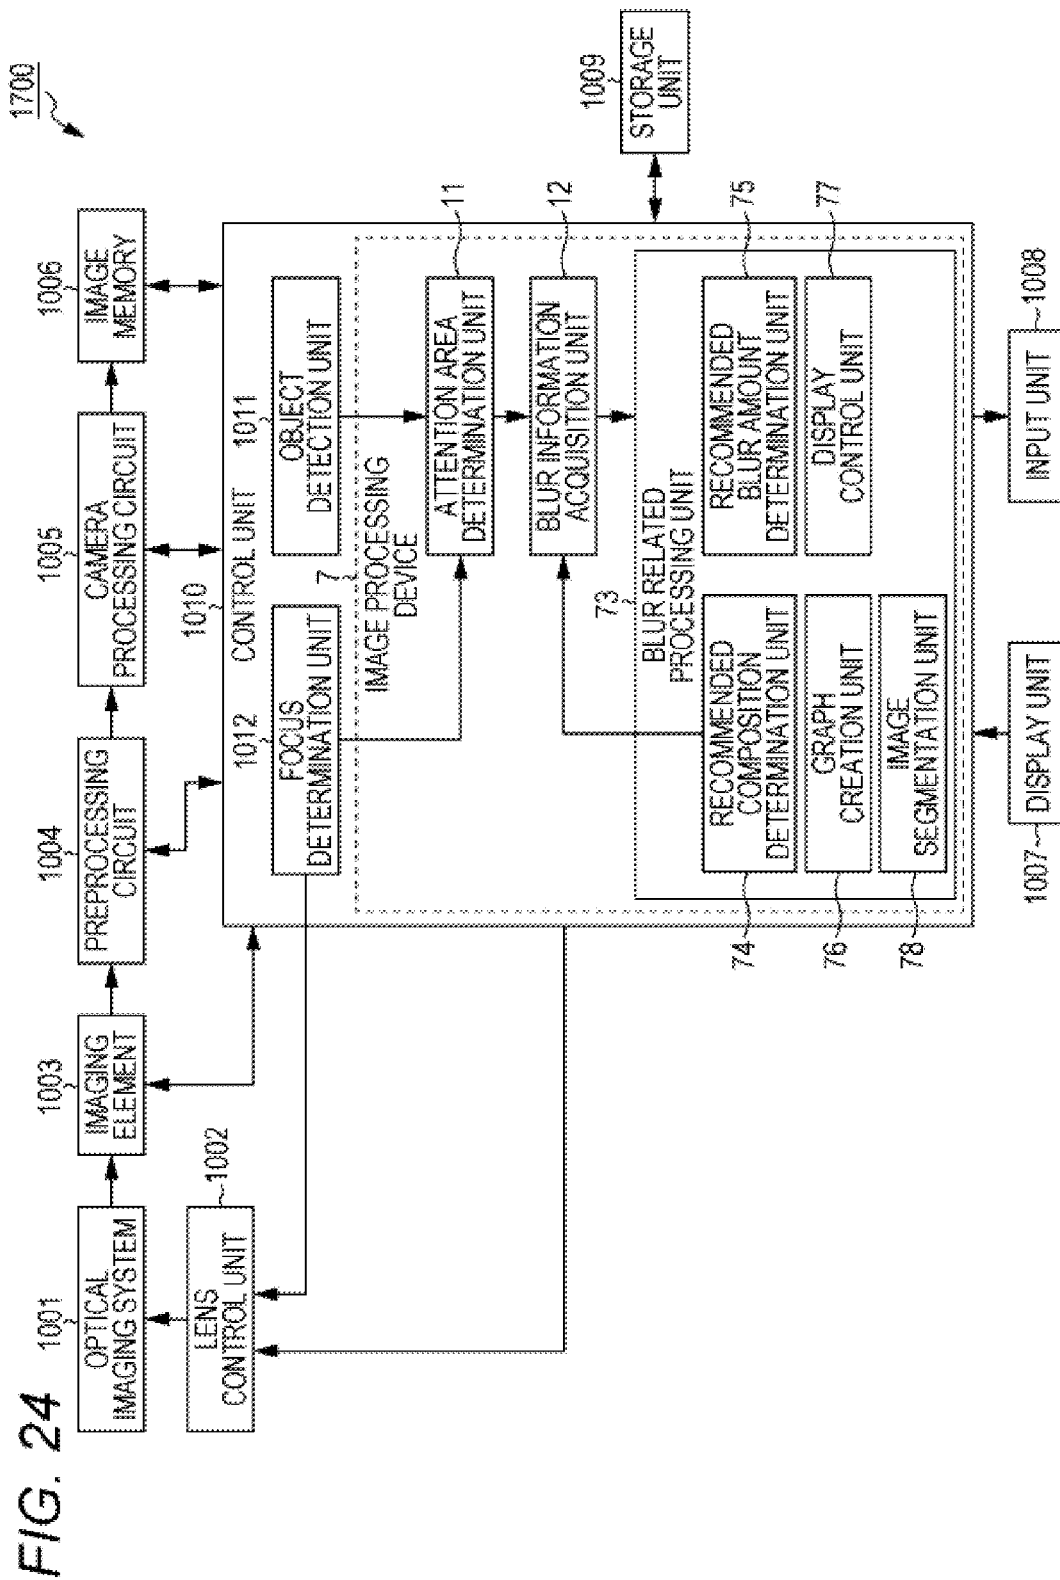 FIG. 24
1700
1001
OPTICAL
IMAGING SYSTEM
1002
LENS
CONTROL UNIT
1003
IMAGING
ELEMENT
1004
PREPROCESSING
CIRCUIT
1005
CAMERA
PROCESSING CIRCUIT
1006
IMAGE
MEMORY
1010
CONTROL UNIT
1012
FOCUS
DETERMINATION UNIT
1011
OBJECT
DETECTION UNIT
7
IMAGE PROCESSING
DEVICE
11
ATTENTION AREA
DETERMINATION UNIT
12
BLUR INFORMATION
ACQUISITION UNIT
73
BLUR RELATED
PROCESSING UNIT
74
RECOMMENDED
COMPOSITION
DETERMINATION UNIT
75
RECOMMENDED
BLUR AMOUNT
DETERMINATION UNIT
76
GRAPH
CREATION UNIT
77
DISPLAY
CONTROL UNIT
78
IMAGE
SEGMENTATION UNIT
1009
STORAGE
UNIT
1007
DISPLAY UNIT
1008
INPUT UNIT